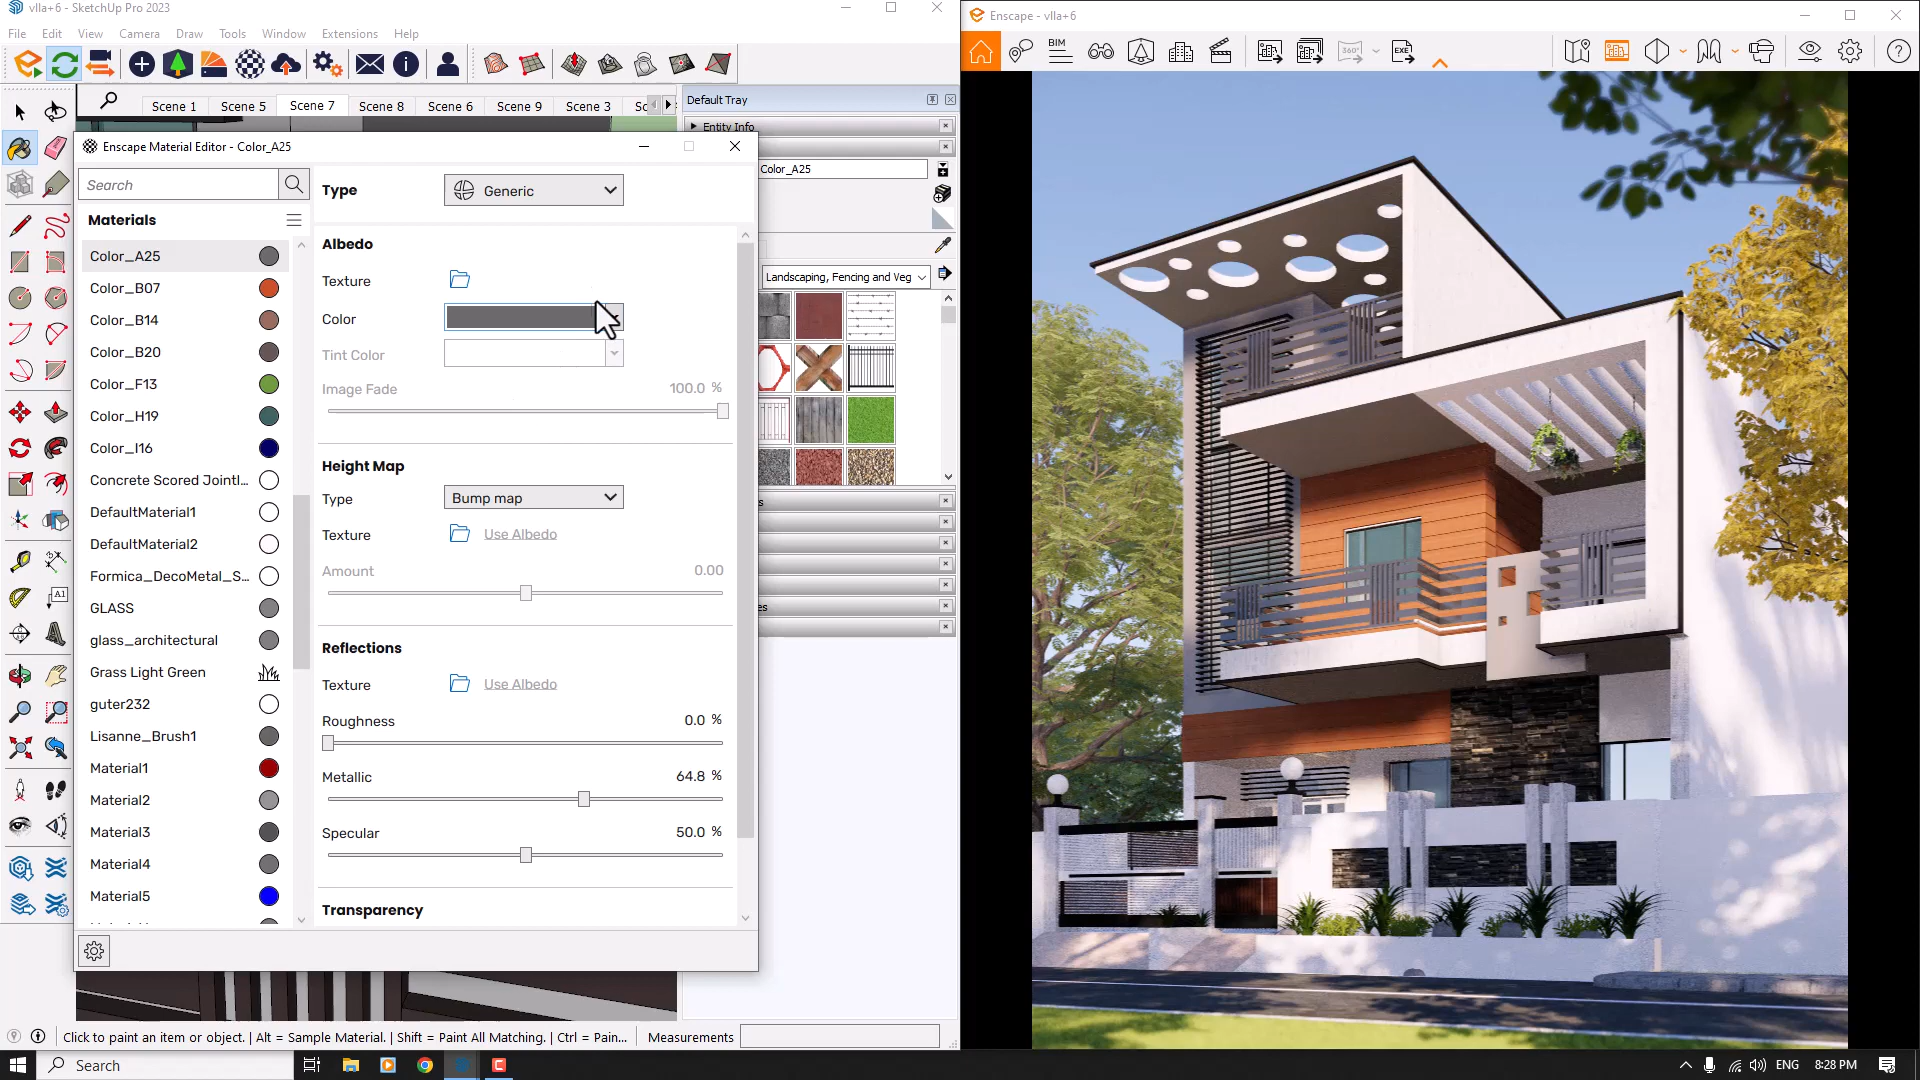 vlla+6 - SketchUp Pro 2023
File Edit View Camera Draw Tools Window Extensions Help
Scene 1 Scene 5 Scene 7 Scene 8 Scene 6 Scene 9 Scene 3 Sc
Default Tray
Entity Info
Enscape Material Editor - Color_A25
Color_A25
Search
Type Generic
Materials
Albedo
Color_A25
Texture
Landscaping, Fencing and Veg
Color_B07
Color_B14
Color
Color_B20
Tint Color
Color_F13
Image Fade 100.0 %
Color_H19
Color_I16
Height Map
Concrete Scored Jointl...
Type Bump map
DefaultMaterial1
Texture Use Albedo
DefaultMaterial2
Formica_DecoMetal_S...
Amount 0.00
GLASS
glass_architectural
Reflections
Grass Light Green
Texture Use Albedo
guter232
Roughness 0.0 %
Lisanne_Brush1
Material1
Metallic 64.8 %
Material2
Material3
Specular 50.0 %
Material4
Material5
Transparency
A1
Click to paint an item or object. | Alt = Sample Material. | Shift = Paint All Matching. | Ctrl = Pain...
Measurements
Enscape - vlla+6
BIM
360°
EXE
Search
ENG
8:28 PM